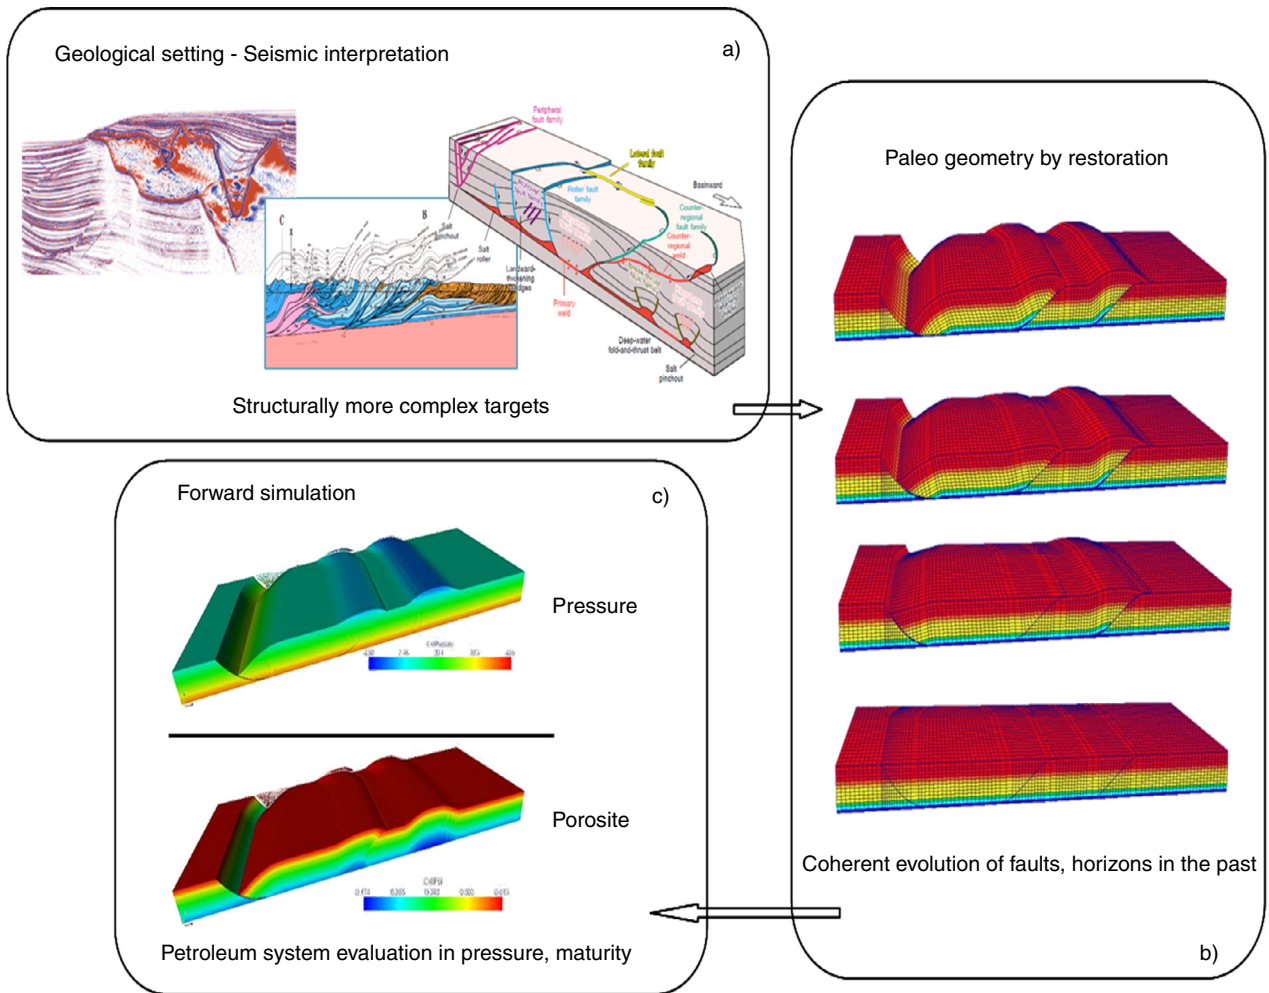 Geological setting - Seismic interpretation
a)
Peripheral
fault family
Lateral fault
family
Basinward
Roller fault
family
Counter-
regional
fault family
Counter-
regional
weld
C
B
Salt
pinchout
Salt
roller
Landward-
thickening
Primary
weld
Deep-water
fold-and-thrust belt
Salt
pinchout
Structurally more complex targets
Paleo geometry by restoration
Coherent evolution of faults, horizons in the past
b)
Forward simulation
c)
Pressure
Porosite
Petroleum system evaluation in pressure, maturity